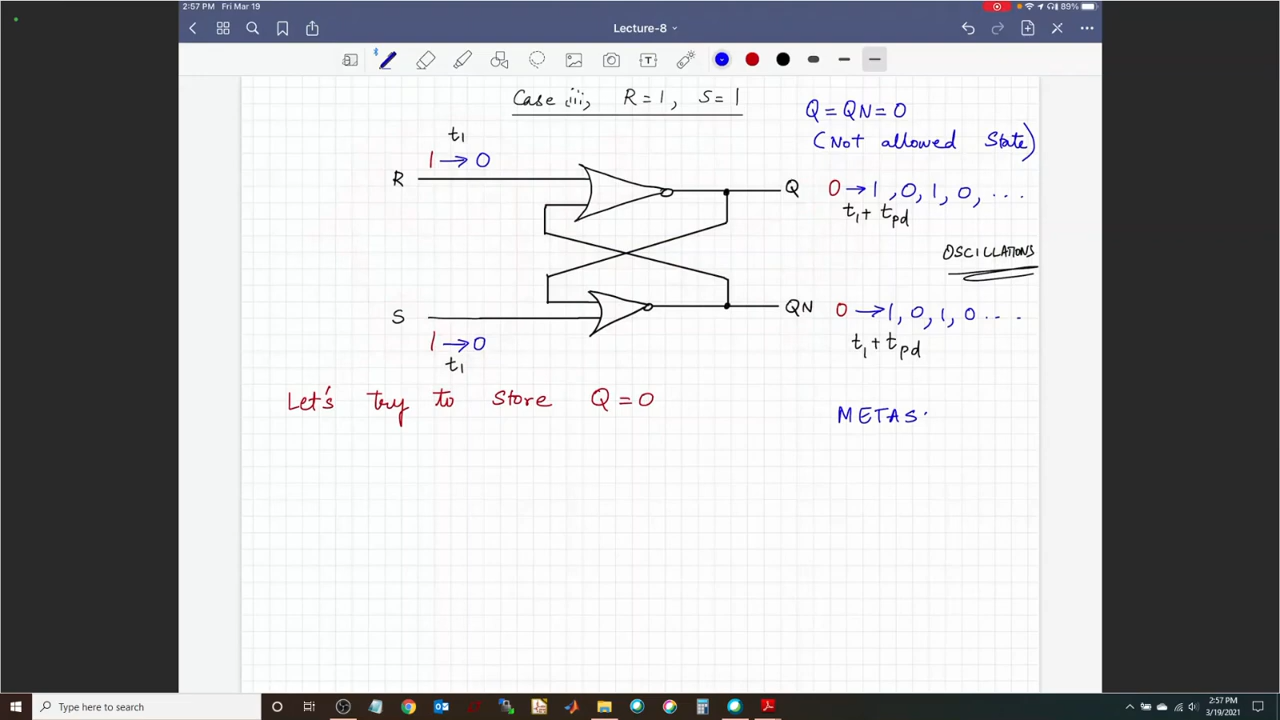 2:57 PM Fri Mar 19
89%
Lecture-8
Case iii, R=1, S=1
Q=QN=0
(Not allowed State)
t₁
1→0
R
Q
0→1,0,1,0,....
t₁+tpd
OSCILLATIONS
S
QN
0→1,0,1,0....
1→0
t₁
t₁+tpd
Let's try to store Q=0
METAS
Type here to search
2:57 PM
3/19/2021